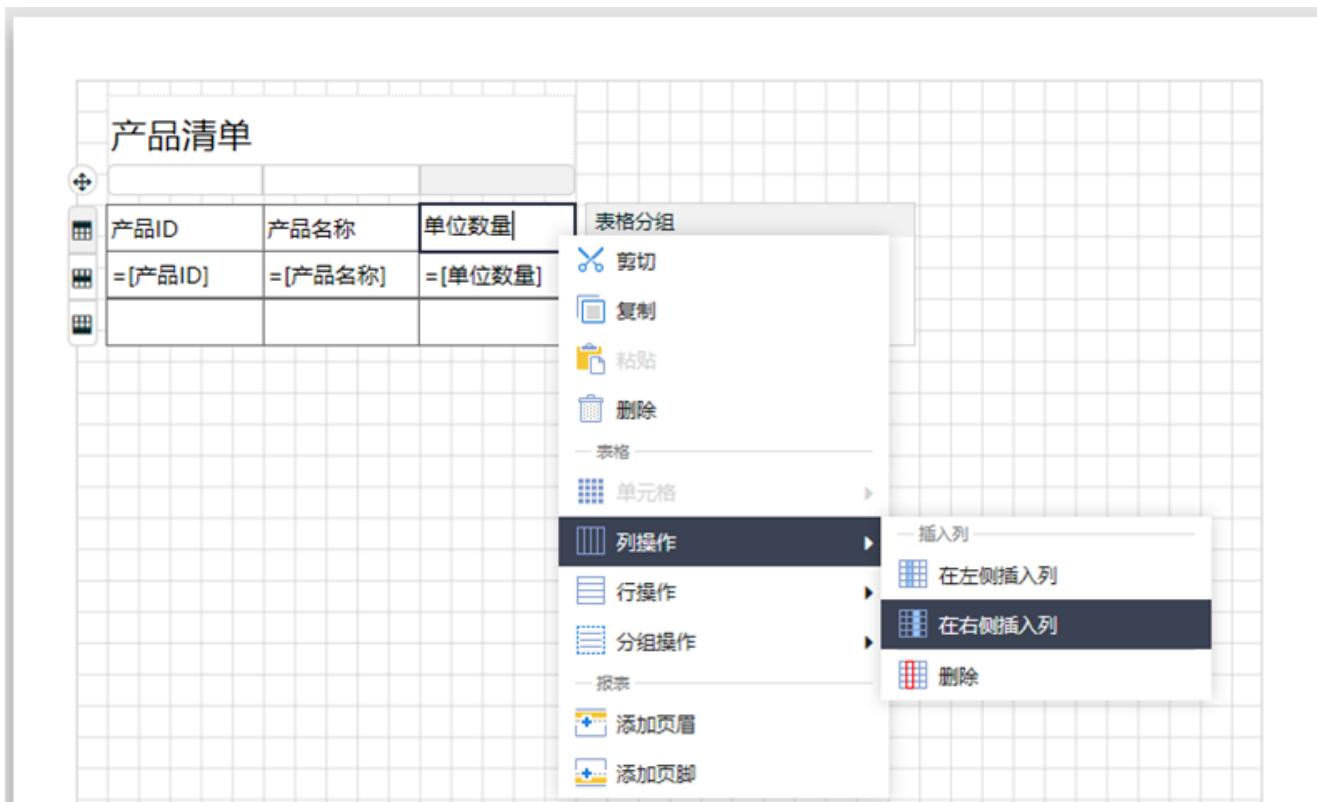 产品清单
产品ID 产品名称 单位数量 表格分组
=[产品ID] =[产品名称] =[单位数量]
剪切
复制
粘贴
删除
表格
单元格
列操作
行操作
分组操作
报表
添加页眉
添加页脚
插入列
在左侧插入列
在右侧插入列
删除